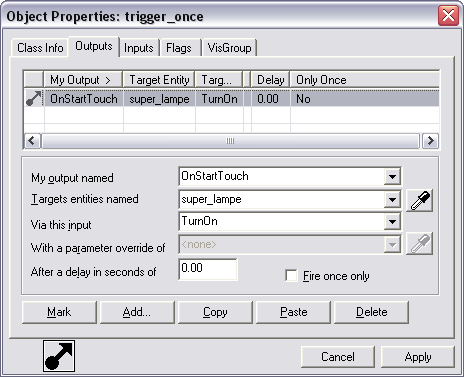 Object Properties: trigger_once
Class Info Outputs Inputs Flags VisGroup
My Output > Target Entity Targ... Delay Only Once
OnStartTouch super_lampe TurnOn 0.00 No
My output named OnStartTouch
Targets entities named super_lampe
Via this input TurnOn
With a parameter override of <none>
After a delay in seconds of 0.00 Fire once only
Mark Add... Copy Paste Delete
Cancel Apply